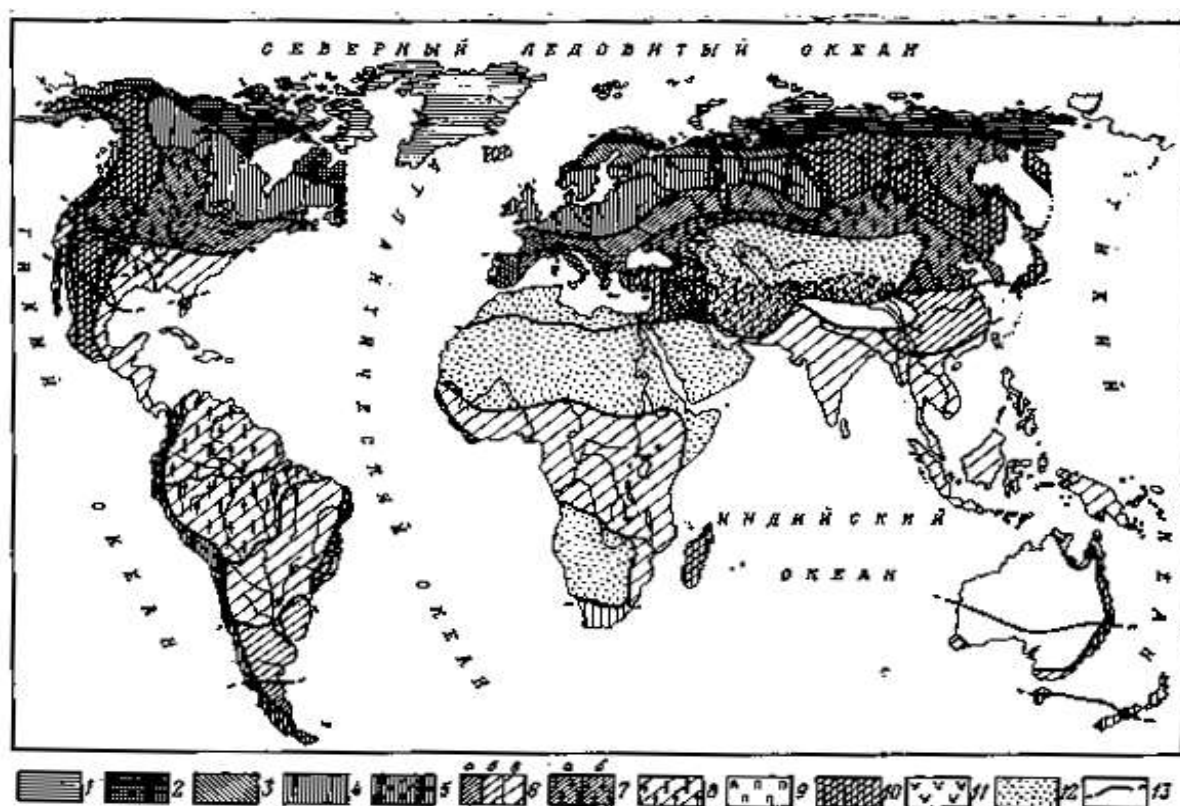 СЕВЕРНЫЙ ЛЕДОВИТЫЙ ОКЕАН
ТИХИЙ
ОКЕАН
АТЛАНТИЧЕСКИЙ ОКЕАН
ИНДИЙСКИЙ
ОКЕАН
ТИХИЙ
ОКЕАН
1 2 3 4 5 6 7 8 9 10 11 12 13